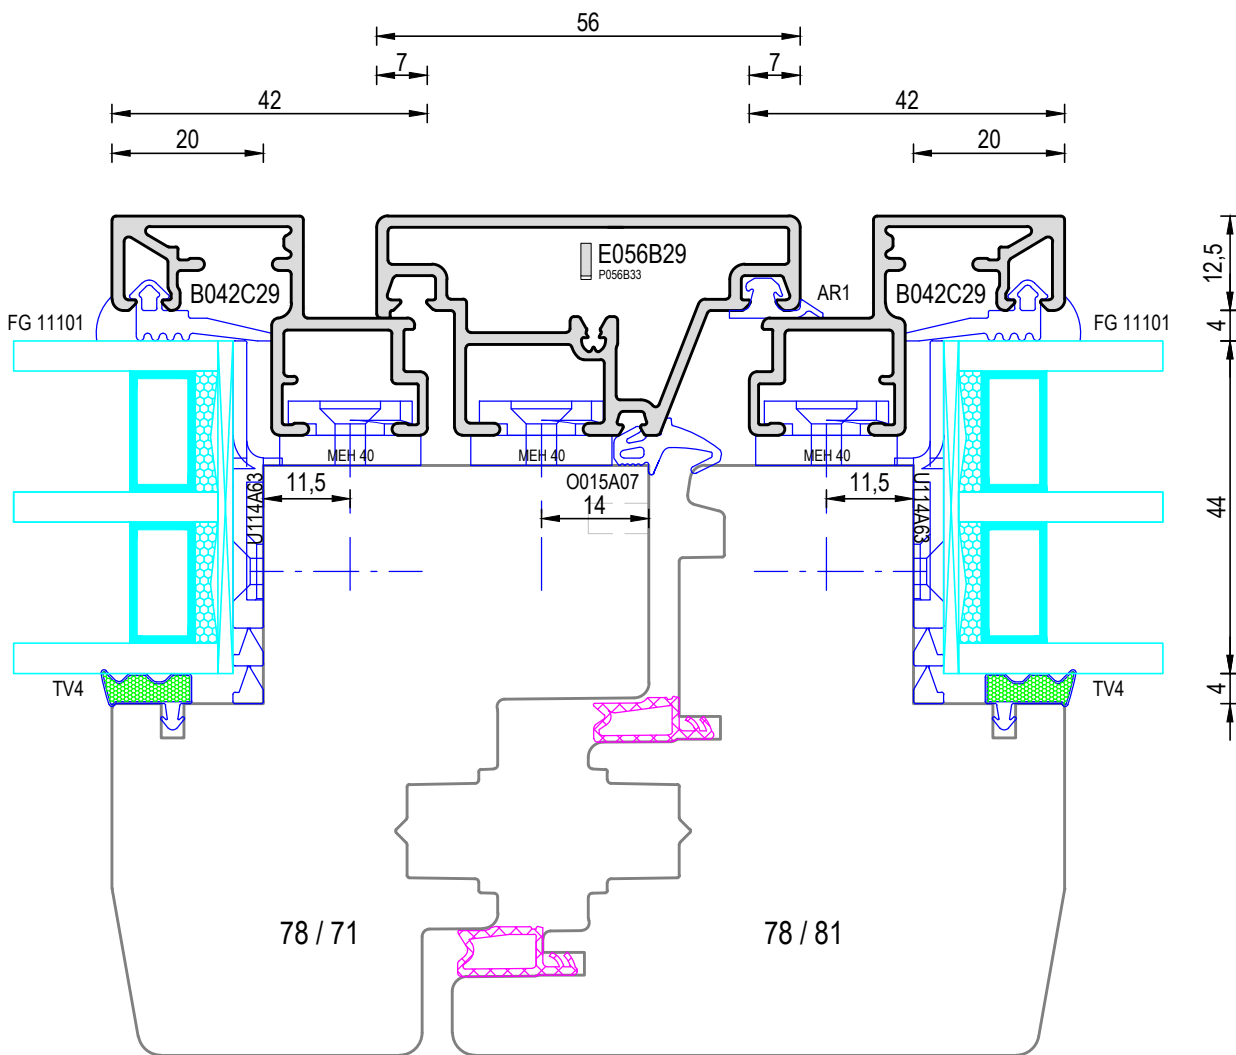 56
7
7
42
42
20
20
12,5
E056B29
P056B33
B042C29
AR1
B042C29
FG 11101
FG 11101
4
MEH 40
MEH 40
MEH 40
U114A63
11,5
O015A07
14
11,5
U114A63
44
TV4
TV4
4
78 / 71
78 / 81